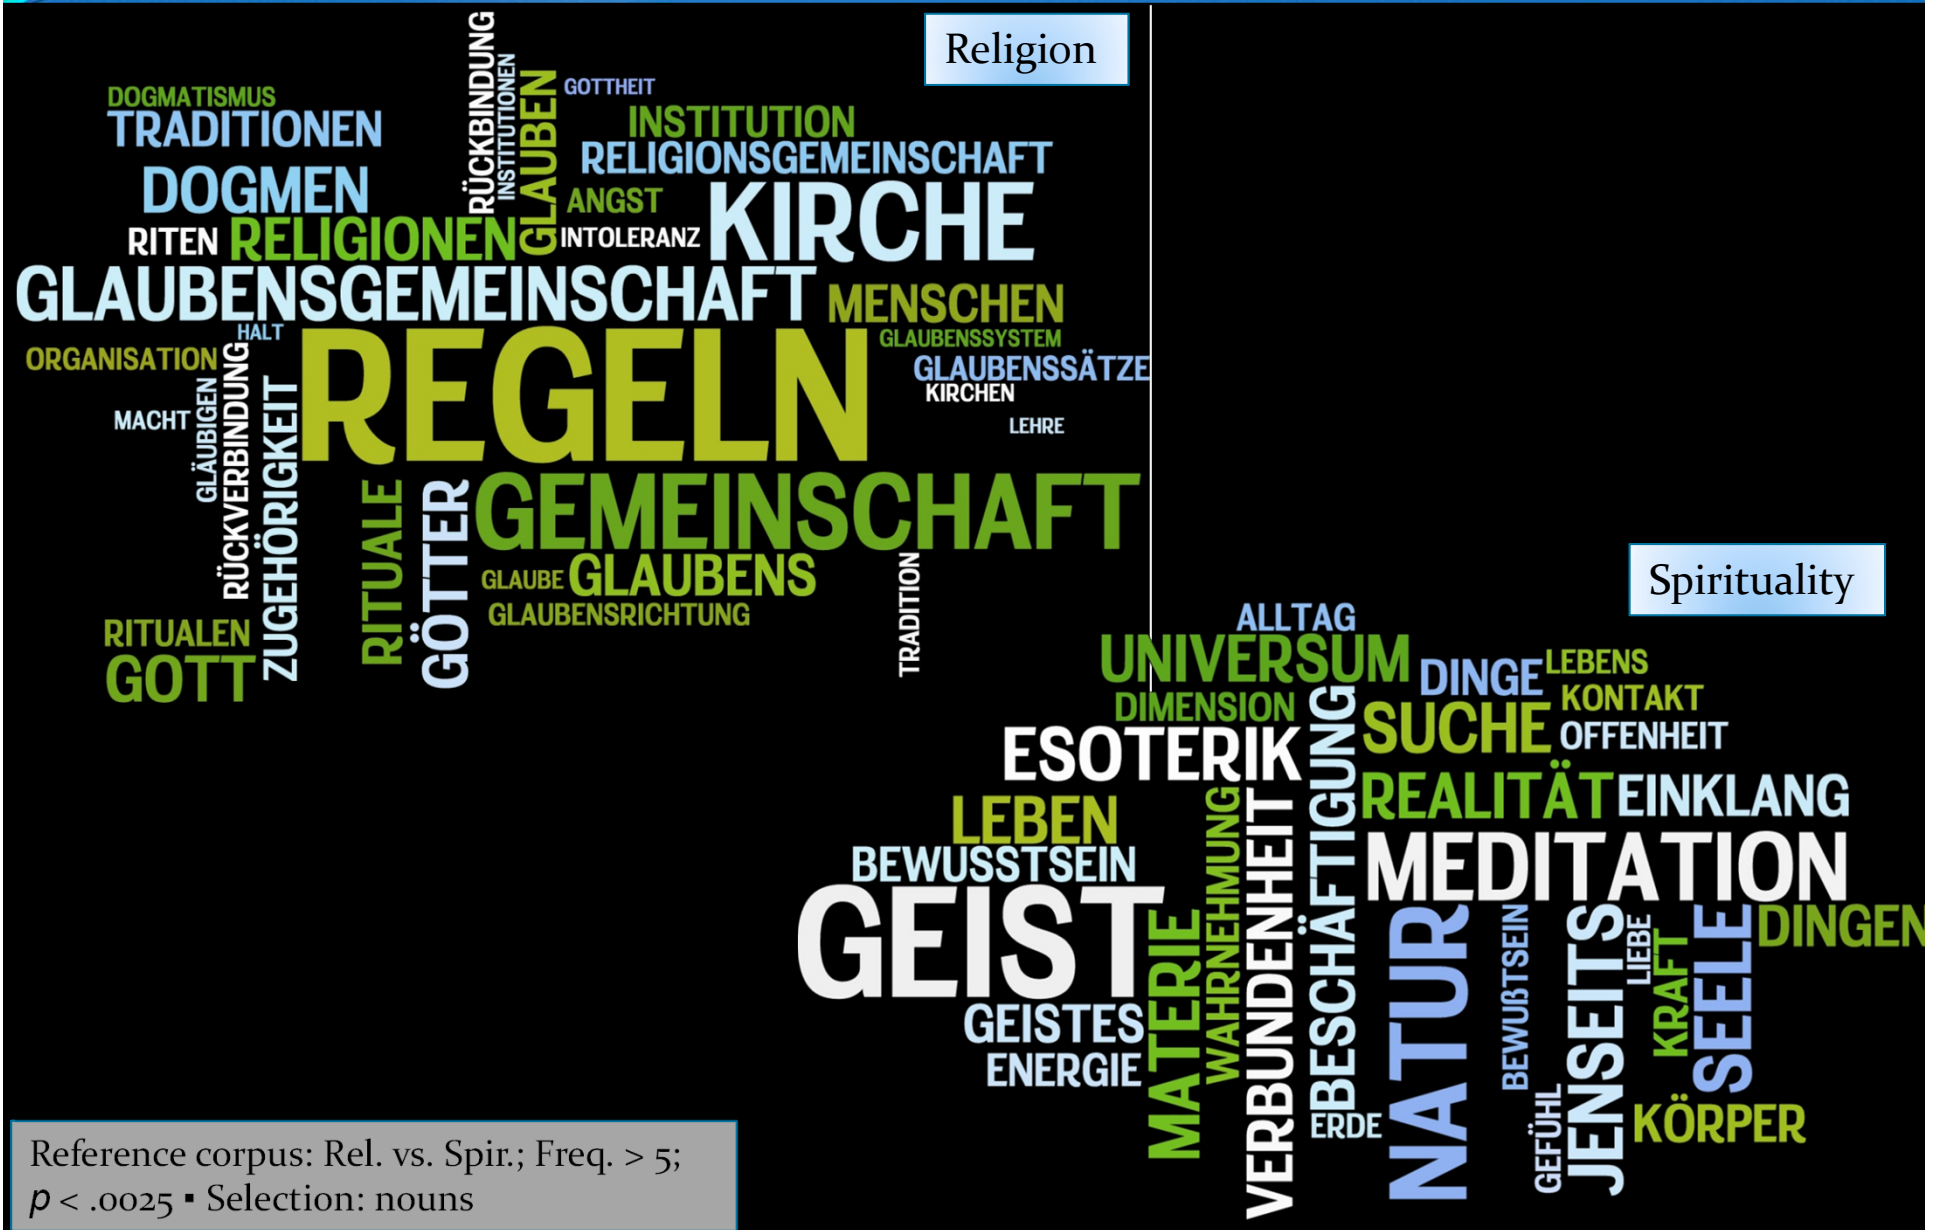 Religion
RÜCKBINDUNG
INSTITUTIONEN
GLAUBEN
GOTTHEIT
DOGMATISMUS
TRADITIONEN
INSTITUTION
RELIGIONSGEMEINSCHAFT
DOGMEN
ANGST
KIRCHE
RITEN
RELIGIONEN
INTOLERANZ
GLAUBENSGEMEINSCHAFT
MENSCHEN
HALT
REGELN
GLAUBENSSYSTEM
ORGANISATION
GLAUBENSSÄTZE
KIRCHEN
MACHT
GLÄUBIGEN
RÜCKVERBINDUNG
ZUGEHÖRIGKEIT
LEHRE
RITUALE
GÖTTER
GEMEINSCHAFT
GLAUBE
GLAUBENS
GLAUBENSRICHTUNG
TRADITION
RITUALEN
GOTT
Spirituality
ALLTAG
UNIVERSUM
DINGE
LEBENS
DIMENSION
KONTAKT
SUCHE
OFFENHEIT
ESOTERIK
BESCHÄFTIGUNG
REALITÄT
EINKLANG
LEBEN
WAHRNEHMUNG
VERBUNDENHEIT
MEDITATION
BEWUSSTSEIN
GEIST
MATERIE
NATUR
BEWUßTSEIN
JENSEITS
LIEBE
KRAFT
SEELE
DINGEN
GEISTES
ENERGIE
ERDE
GEFÜHL
KÖRPER
Reference corpus: Rel. vs. Spir.; Freq. > 5;
p < .0025 ▪ Selection: nouns